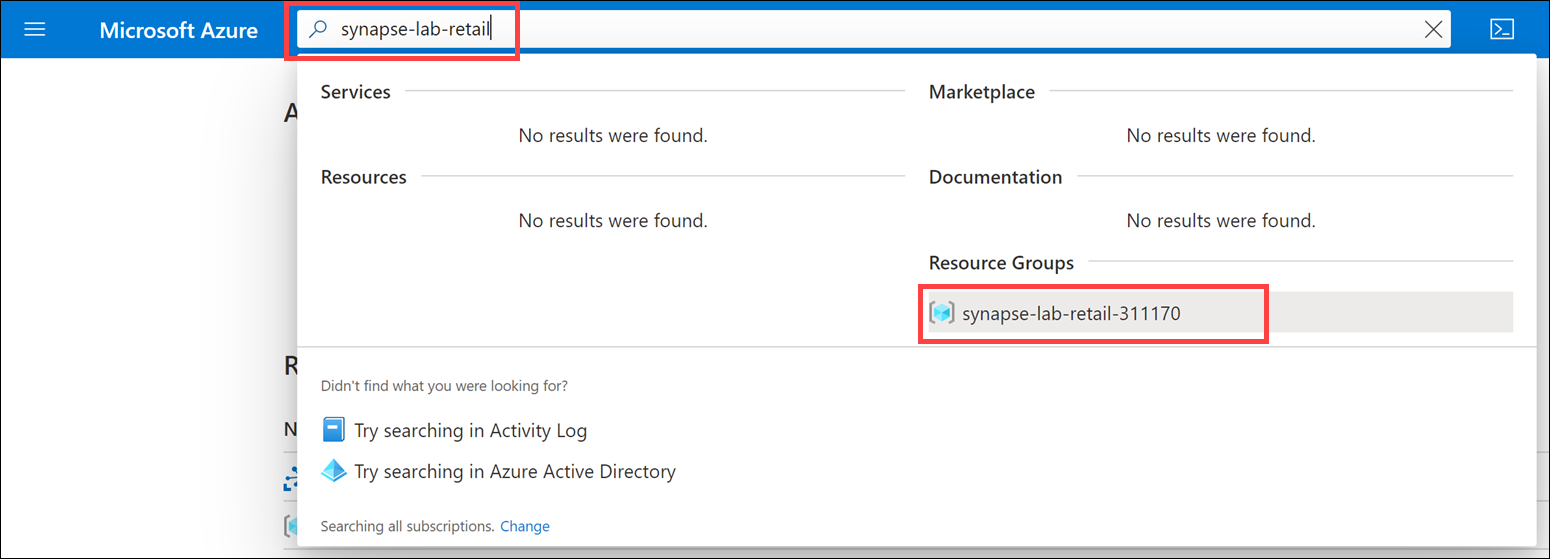 Microsoft Azure
synapse-lab-retail
A
Services
No results were found.
Marketplace
No results were found.
Resources
No results were found.
Documentation
No results were found.
Resource Groups
synapse-lab-retail-311170
R
Didn't find what you were looking for?
N
Try searching in Activity Log
Try searching in Azure Active Directory
Searching all subscriptions. Change